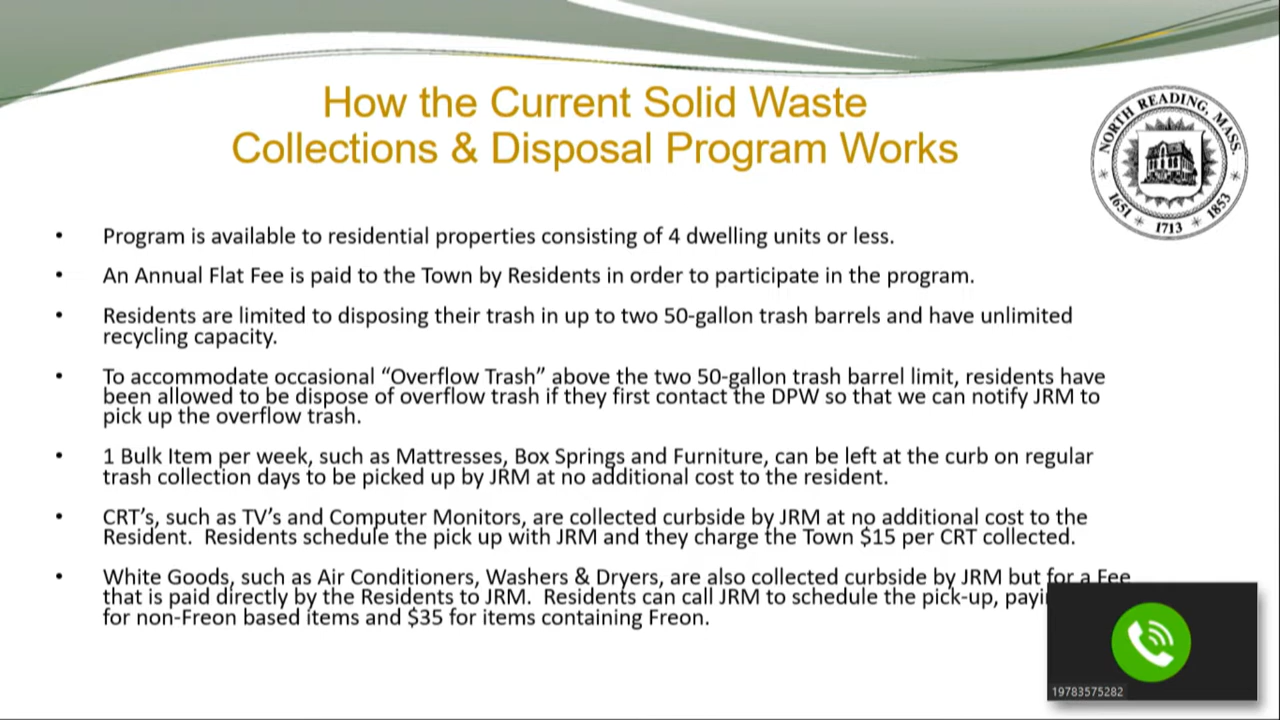 How the Current Solid Waste
Collections & Disposal Program Works
NORTH READING, MASS.
1651 * 1713 * 1853
• Program is available to residential properties consisting of 4 dwelling units or less.
• An Annual Flat Fee is paid to the Town by Residents in order to participate in the program.
• Residents are limited to disposing their trash in up to two 50-gallon trash barrels and have unlimited
recycling capacity.
• To accommodate occasional “Overflow Trash” above the two 50-gallon trash barrel limit, residents have
been allowed to be dispose of overflow trash if they first contact the DPW so that we can notify JRM to
pick up the overflow trash.
• 1 Bulk Item per week, such as Mattresses, Box Springs and Furniture, can be left at the curb on regular
trash collection days to be picked up by JRM at no additional cost to the resident.
• CRT’s, such as TV’s and Computer Monitors, are collected curbside by JRM at no additional cost to the
Resident.  Residents schedule the pick up with JRM and they charge the Town $15 per CRT collected.
• White Goods, such as Air Conditioners, Washers & Dryers, are also collected curbside by JRM but for a Fee
that is paid directly by the Residents to JRM.  Residents can call JRM to schedule the pick-up,
for non-Freon based items and $35 for items containing Freon.
19783575282